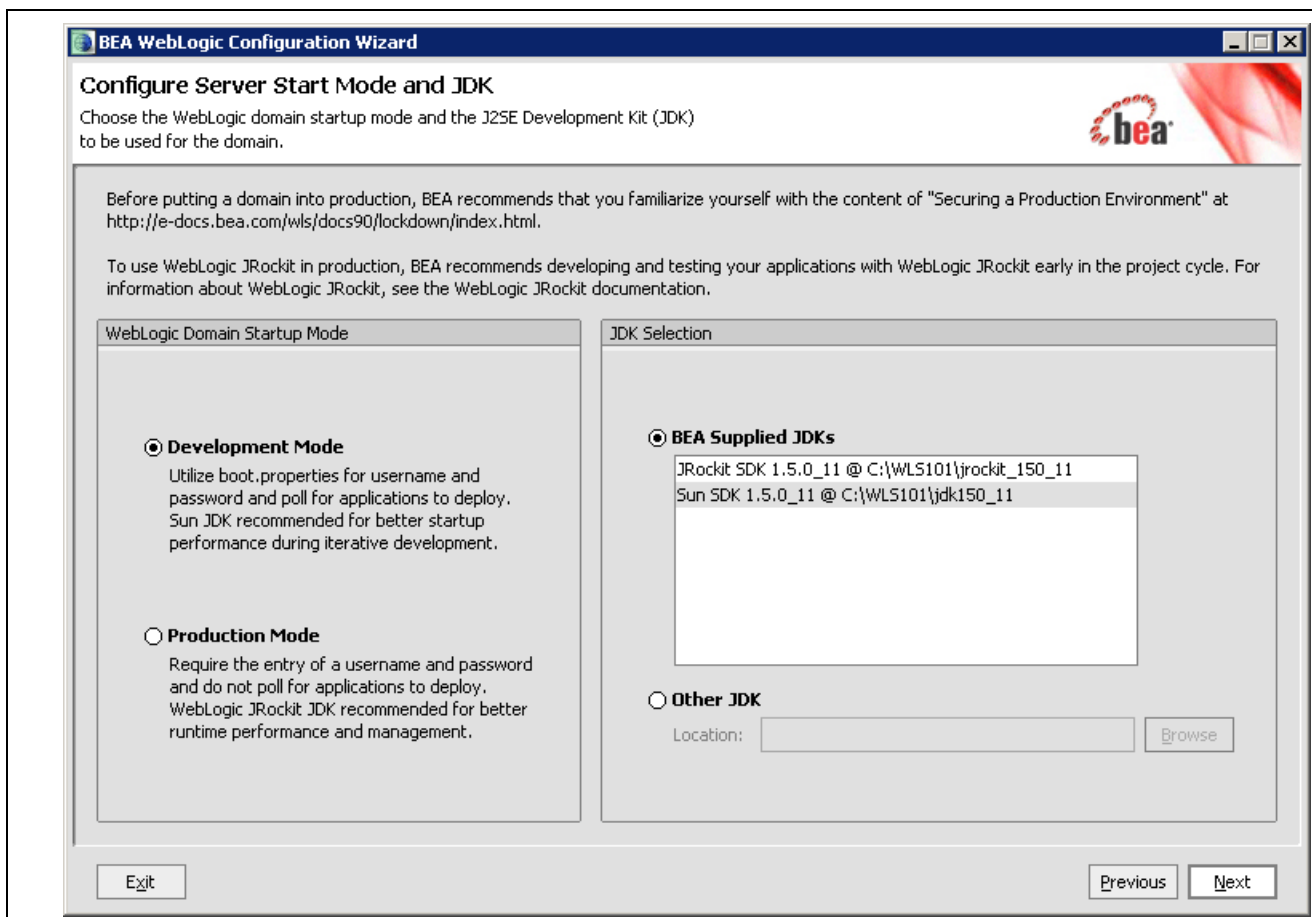 BEA WebLogic Configuration Wizard
Configure Server Start Mode and JDK
Choose the WebLogic domain startup mode and the J2SE Development Kit (JDK)
to be used for the domain.
bea
Before putting a domain into production, BEA recommends that you familiarize yourself with the content of "Securing a Production Environment" at
http://e-docs.bea.com/wls/docs90/lockdown/index.html.
To use WebLogic JRockit in production, BEA recommends developing and testing your applications with WebLogic JRockit early in the project cycle. For
information about WebLogic JRockit, see the WebLogic JRockit documentation.
WebLogic Domain Startup Mode
Development Mode
Utilize boot.properties for username and
password and poll for applications to deploy.
Sun JDK recommended for better startup
performance during iterative development.
Production Mode
Require the entry of a username and password
and do not poll for applications to deploy.
WebLogic JRockit JDK recommended for better
runtime performance and management.
JDK Selection
BEA Supplied JDKs
JRockit SDK 1.5.0_11 @ C:\WLS101\jrockit_150_11
Sun SDK 1.5.0_11 @ C:\WLS101\jdk150_11
Other JDK
Location:
Browse
Exit
Previous
Next